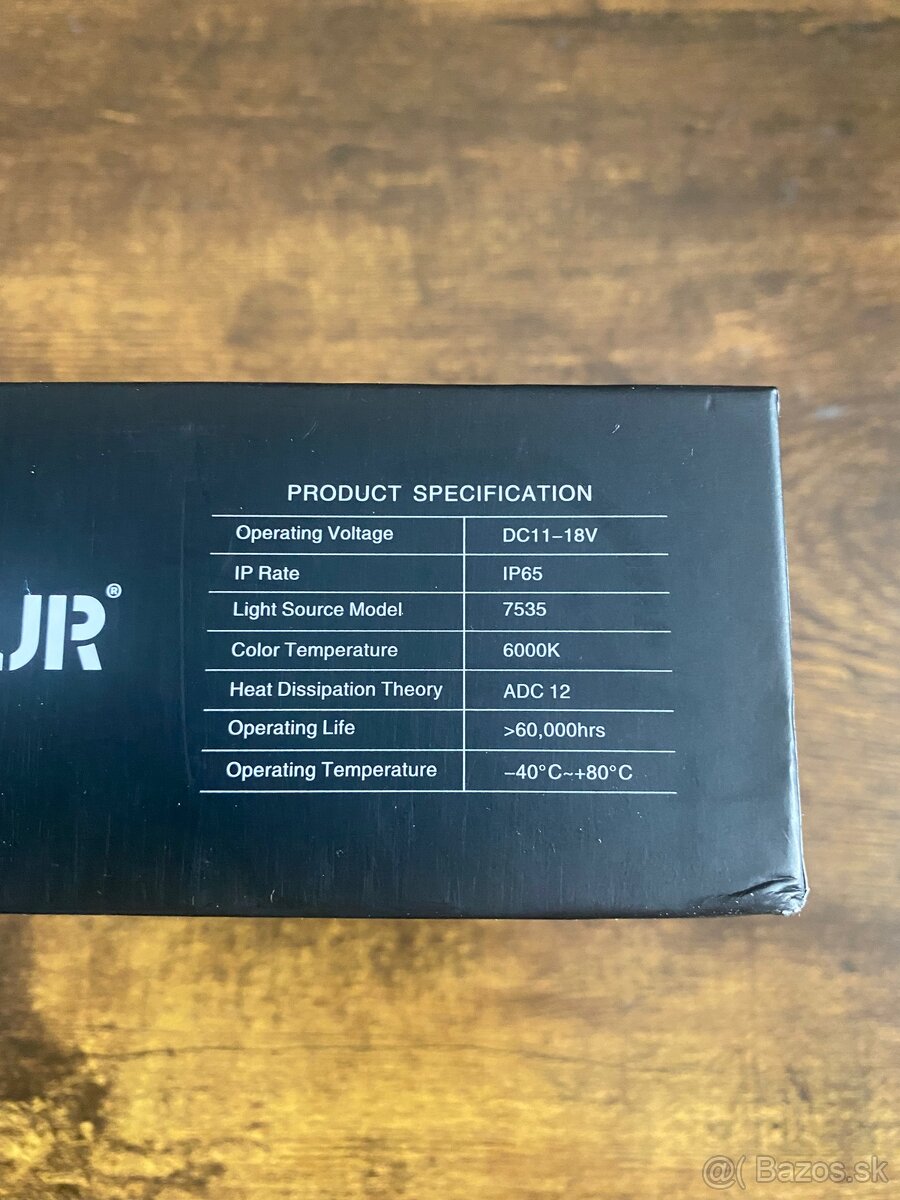 PRODUCT SPECIFICATION
Operating Voltage DC11-18V
IP Rate IP65
Light Source Model 7535
JR®
Color Temperature 6000K
Heat Dissipation Theory ADC 12
Operating Life >60,000hrs
Operating Temperature -40°C~+80°C
@( Bazos.sk